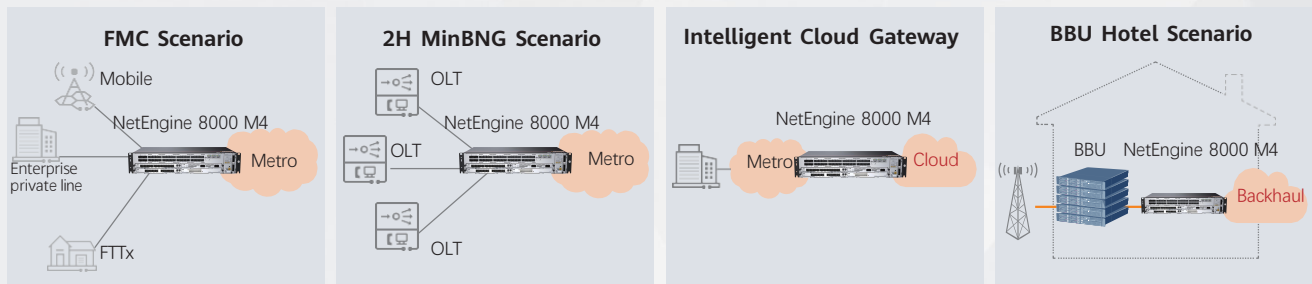 FMC Scenario
Mobile
NetEngine 8000 M4
Enterprise
private line
Metro
FTTx
2H MinBNG Scenario
OLT
NetEngine 8000 M4
OLT
Metro
OLT
Intelligent Cloud Gateway
NetEngine 8000 M4
Metro
Cloud
BBU Hotel Scenario
BBU
NetEngine 8000 M4
Backhaul